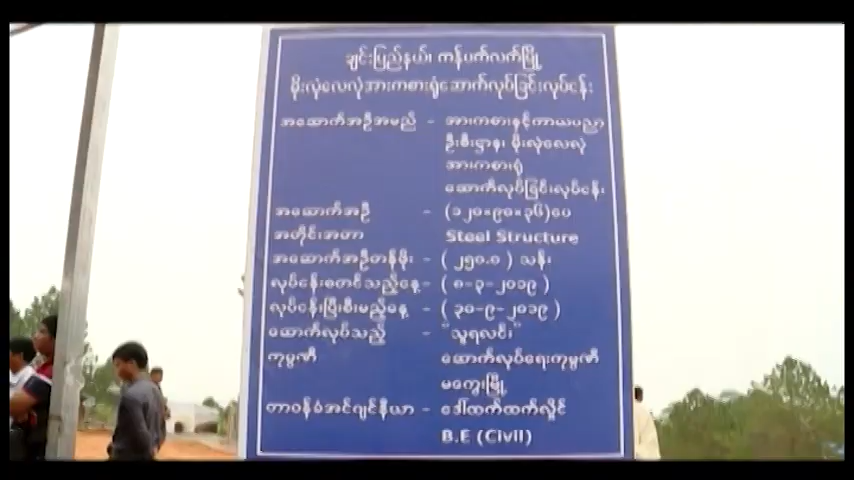 ချင်းပြည်နယ်၊ ကန်ပက်လက်မြို့
မိုးလုံလေလုံအားကစားရုံဆောက်လုပ်ခြင်းလုပ်ငန်း
အဆောက်အဦအမည် - အားကစားနှင့်ကာယပညာ
ဦးစီးဌာန၊ မိုးလုံလေလုံ
အားကစားရုံ
ဆောက်လုပ်ခြင်းလုပ်ငန်း
အဆောက်အဦ - (၁၂၀×၉၀×၃၆)ပေ
အတိုင်းအတာ Steel Structure
အဆောက်အဦတန်ဖိုး - ( ၂၅၀.၀ ) သန်း
လုပ်ငန်းစတင်သည့်နေ့ - ( ၈-၃-၂၀၁၉ )
လုပ်ငန်းပြီးစီးမည့်နေ့ - ( ၃၀-၉-၂၀၁၉ )
ဆောက်လုပ်သည့် - "သူရလင်း"
ကုမ္ပဏီ ဆောက်လုပ်ရေးကုမ္ပဏီ
မကွေးမြို့
တာဝန်ခံအင်ဂျင်နီယာ - ဒေါ်ထက်ထက်လှိုင်
B.E (Civil)